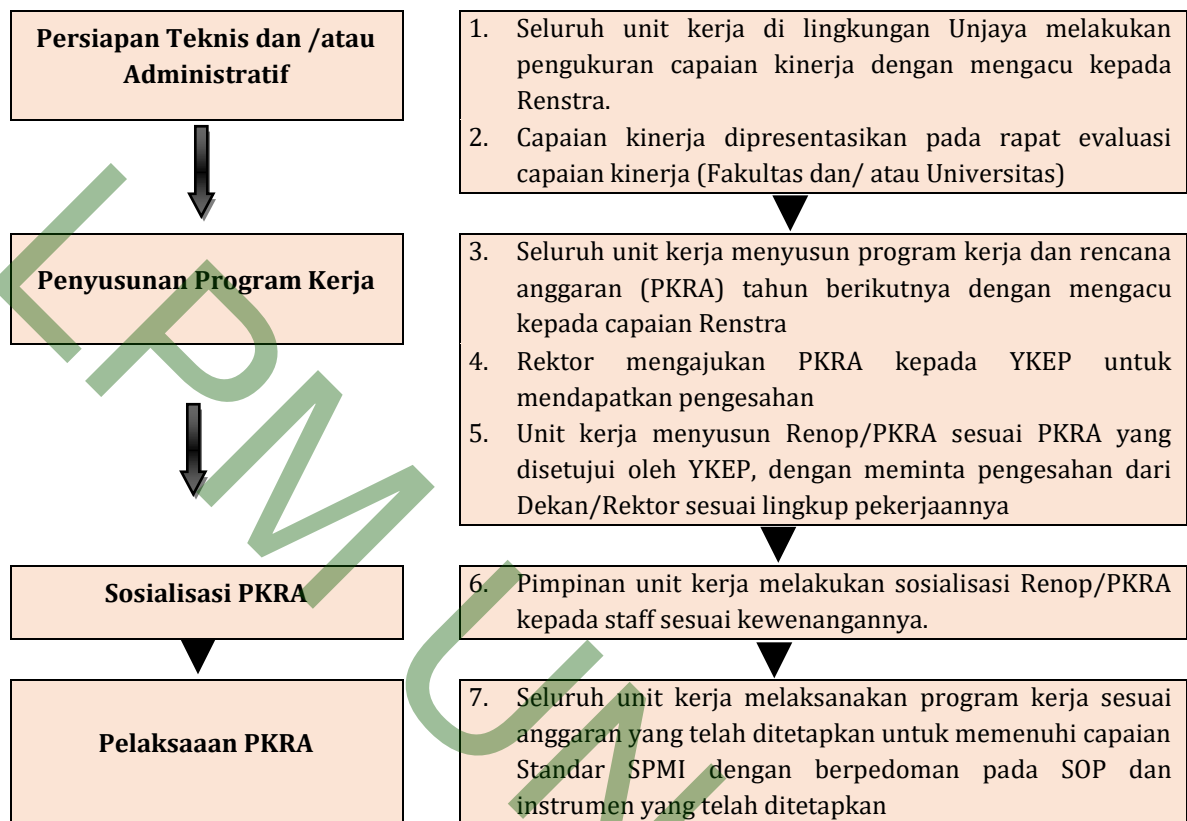 Persiapan Teknis dan /atau
Administratif
1. Seluruh unit kerja di lingkungan Unjaya melakukan
pengukuran capaian kinerja dengan mengacu kepada
Renstra.
2. Capaian kinerja dipresentasikan pada rapat evaluasi
capaian kinerja (Fakultas dan/ atau Universitas)
Penyusunan Program Kerja
3. Seluruh unit kerja menyusun program kerja dan rencana
anggaran (PKRA) tahun berikutnya dengan mengacu
kepada capaian Renstra
4. Rektor mengajukan PKRA kepada YKEP untuk
mendapatkan pengesahan
5. Unit kerja menyusun Renop/PKRA sesuai PKRA yang
disetujui oleh YKEP, dengan meminta pengesahan dari
Dekan/Rektor sesuai lingkup pekerjaannya
Sosialisasi PKRA
6. Pimpinan unit kerja melakukan sosialisasi Renop/PKRA
kepada staff sesuai kewenangannya.
Pelaksaaan PKRA
7. Seluruh unit kerja melaksanakan program kerja sesuai
anggaran yang telah ditetapkan untuk memenuhi capaian
Standar SPMI dengan berpedoman pada SOP dan
instrumen yang telah ditetapkan
LPM UN